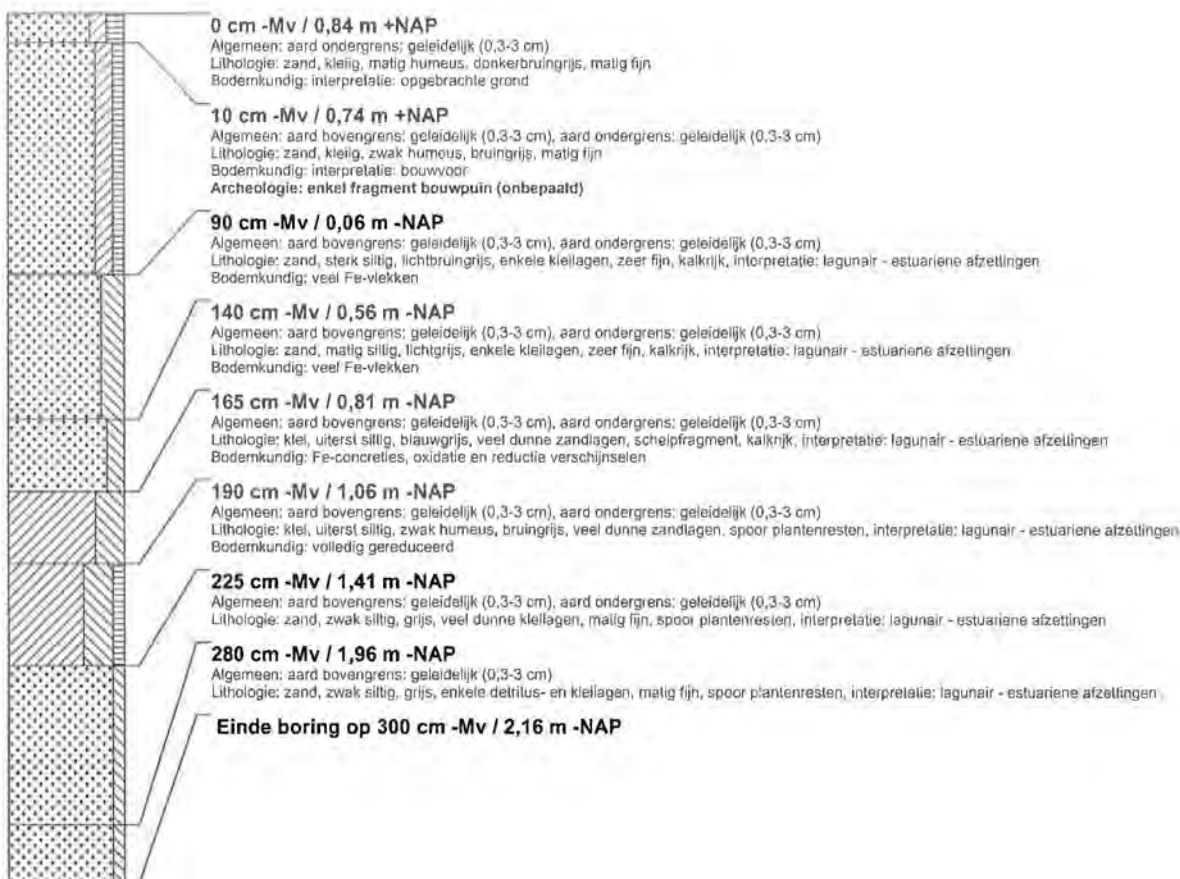 0 cm -Mv / 0,84 m +NAP
Algemeen: aard ondergrens: geleidelijk (0,3-3 cm)
Lithologie: zand, kleiig, matig humeus, donkerbruingrijs, matig fijn
Bodemkundig: interpretatie: opgebrachte grond
10 cm -Mv / 0,74 m +NAP
Algemeen: aard bovengrens: geleidelijk (0,3-3 cm), aard ondergrens: geleidelijk (0,3-3 cm)
Lithologie: zand, kleiig, zwak humeus, bruingrijs, matig fijn
Bodemkundig: interpretatie: bouwvoor
Archeologie: enkel fragment bouwpuin (onbepaald)
90 cm -Mv / 0,06 m -NAP
Algemeen: aard bovengrens: geleidelijk (0,3-3 cm), aard ondergrens: geleidelijk (0,3-3 cm)
Lithologie: zand, sterk siltig, lichtbruingrijs, enkele kleilagen, zeer fijn, kalkrijk, interpretatie: lagunair - estuariene afzettingen
Bodemkundig: veel Fe-vlekken
140 cm -Mv / 0,56 m -NAP
Algemeen: aard bovengrens: geleidelijk (0,3-3 cm), aard ondergrens: geleidelijk (0,3-3 cm)
Lithologie: zand, matig siltig, lichtgrijs, enkele kleilagen, zeer fijn, kalkrijk, interpretatie: lagunair - estuariene afzettingen
Bodemkundig: veel Fe-vlekken
165 cm -Mv / 0,81 m -NAP
Algemeen: aard bovengrens: geleidelijk (0,3-3 cm), aard ondergrens: geleidelijk (0,3-3 cm)
Lithologie: klei, uiterst siltig, blauwgrijs, veel dunne zandlagen, schelpfragment, kalkrijk, interpretatie: lagunair - estuariene afzettingen
Bodemkundig: Fe-concreties, oxidatie en reductie verschijnselen
190 cm -Mv / 1,06 m -NAP
Algemeen: aard bovengrens: geleidelijk (0,3-3 cm), aard ondergrens: geleidelijk (0,3-3 cm)
Lithologie: klei, uiterst siltig, zwak humeus, bruingrijs, veel dunne zandlagen, spoor plantenresten, interpretatie: lagunair - estuariene afzettingen
Bodemkundig: volledig gereduceerd
225 cm -Mv / 1,41 m -NAP
Algemeen: aard bovengrens: geleidelijk (0,3-3 cm), aard ondergrens: geleidelijk (0,3-3 cm)
Lithologie: zand, zwak siltig, grijs, veel dunne kleilagen, matig fijn, spoor plantenresten, interpretatie: lagunair - estuariene afzettingen
280 cm -Mv / 1,96 m -NAP
Algemeen: aard bovengrens: geleidelijk (0,3-3 cm)
Lithologie: zand, zwak siltig, grijs, enkele detritus- en kleilagen, matig fijn, spoor plantenresten, interpretatie: lagunair - estuariene afzettingen
Einde boring op 300 cm -Mv / 2,16 m -NAP